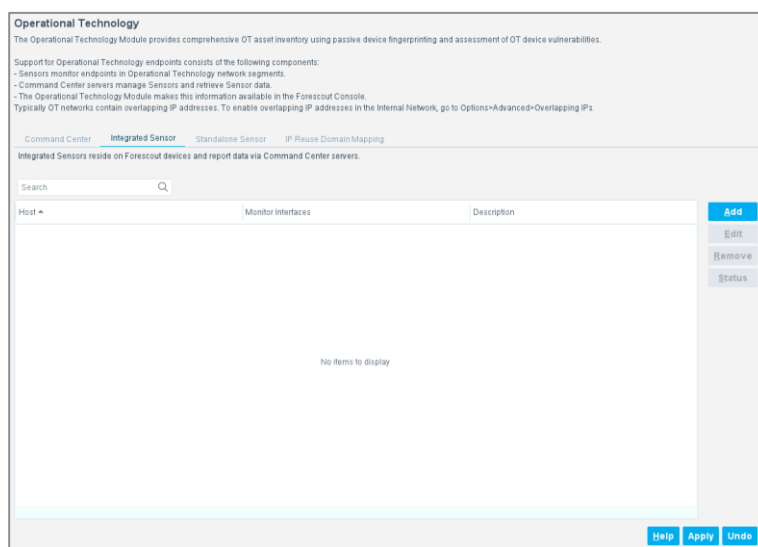 Operational Technology
The Operational Technology Module provides comprehensive OT asset inventory using passive device fingerprinting and assessment of OT device vulnerabilities.
Support for Operational Technology endpoints consists of the following components:
- Sensors monitor endpoints in Operational Technology network segments.
- Command Center servers manage Sensors and retrieve Sensor data.
- The Operational Technology Module makes this information available in the Forescout Console.
Typically OT networks contain overlapping IP addresses. To enable overlapping IP addresses in the Internal Network, go to Options>Advanced>Overlapping IPs.
Command Center Integrated Sensor Standalone Sensor IP Reuse Domain Mapping
Integrated Sensors reside on Forescout devices and report data via Command Center servers.
Search
Host Monitor Interfaces Description
Add
Edit
Remove
Status
No items to display
Help Apply Undo